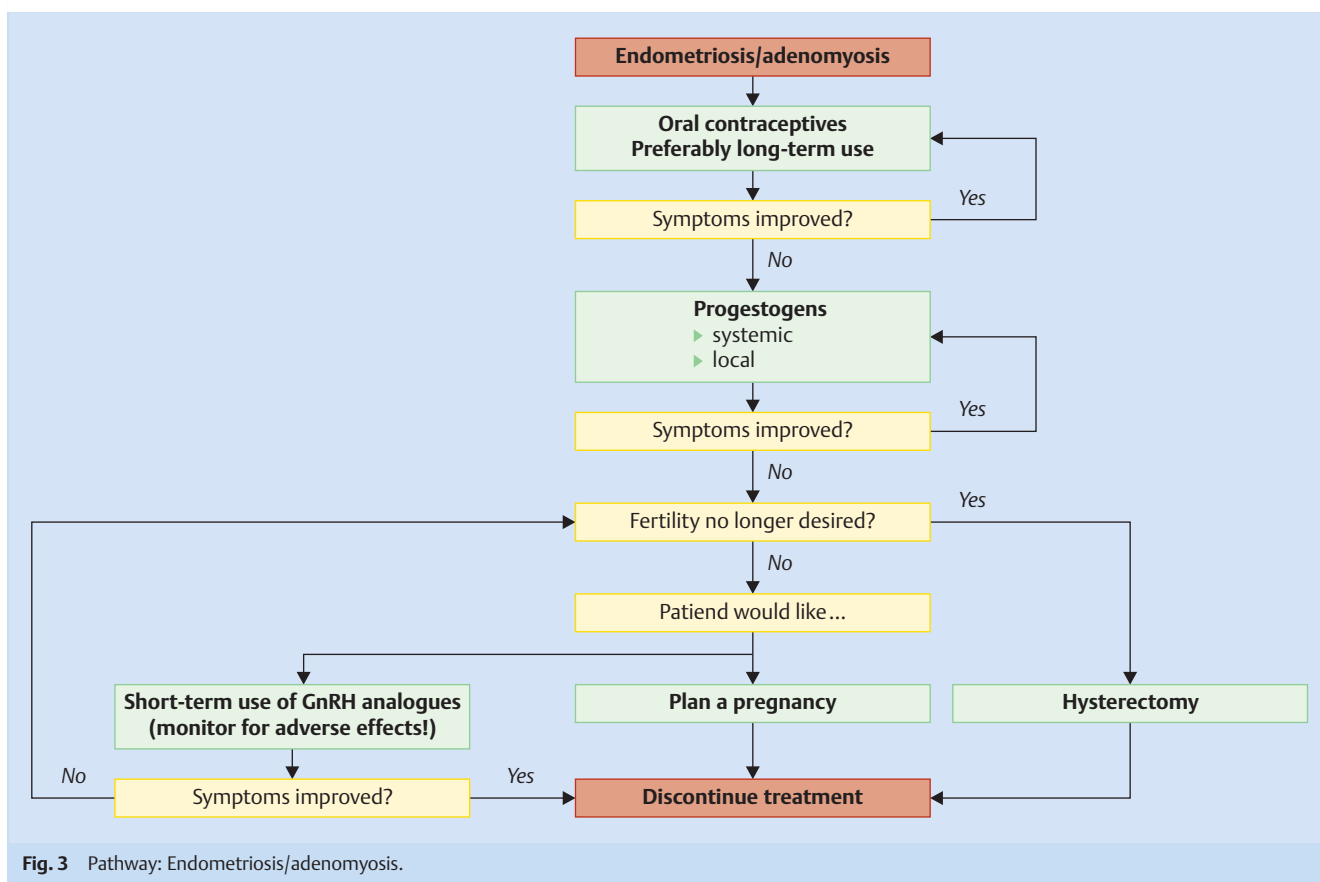 Endometriosis/adenomyosis
Oral contraceptives
Preferably long-term use
Yes
Symptoms improved?
No
Progestogens
▶ systemic
▶ local
Yes
Symptoms improved?
No
Yes
Fertility no longer desired?
No
Patiend would like...
Short-term use of GnRH analogues
(monitor for adverse effects!)
Plan a pregnancy
Hysterectomy
No
Symptoms improved?
Yes
Discontinue treatment
Fig. 3 Pathway: Endometriosis/adenomyosis.